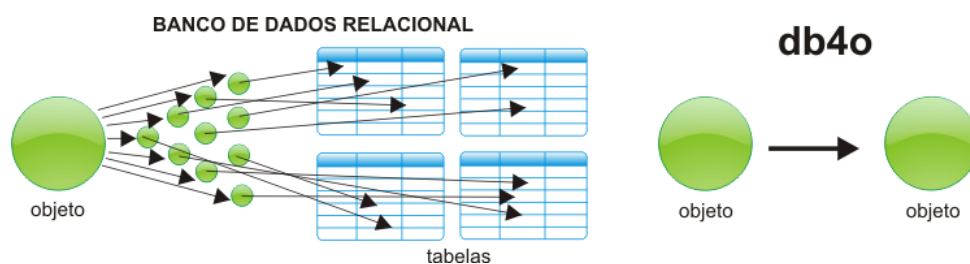 BANCO DE DADOS RELACIONAL
objeto
tabelas
db4o
objeto
objeto